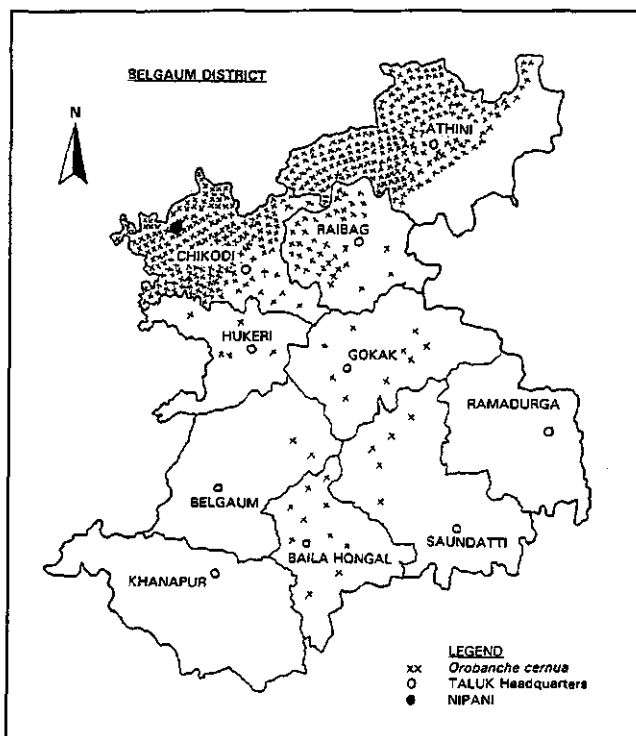 BELGAUM DISTRICT
N
ATHINI
RAIBAG
CHIKODI
HUKERI
GOKAK
RAMADURGA
BELGAUM
SAUNDATTI
BAILA HONGAL
KHANAPUR
LEGEND
xx Orobanche cernua
TALUK Headquarters
NIPANI